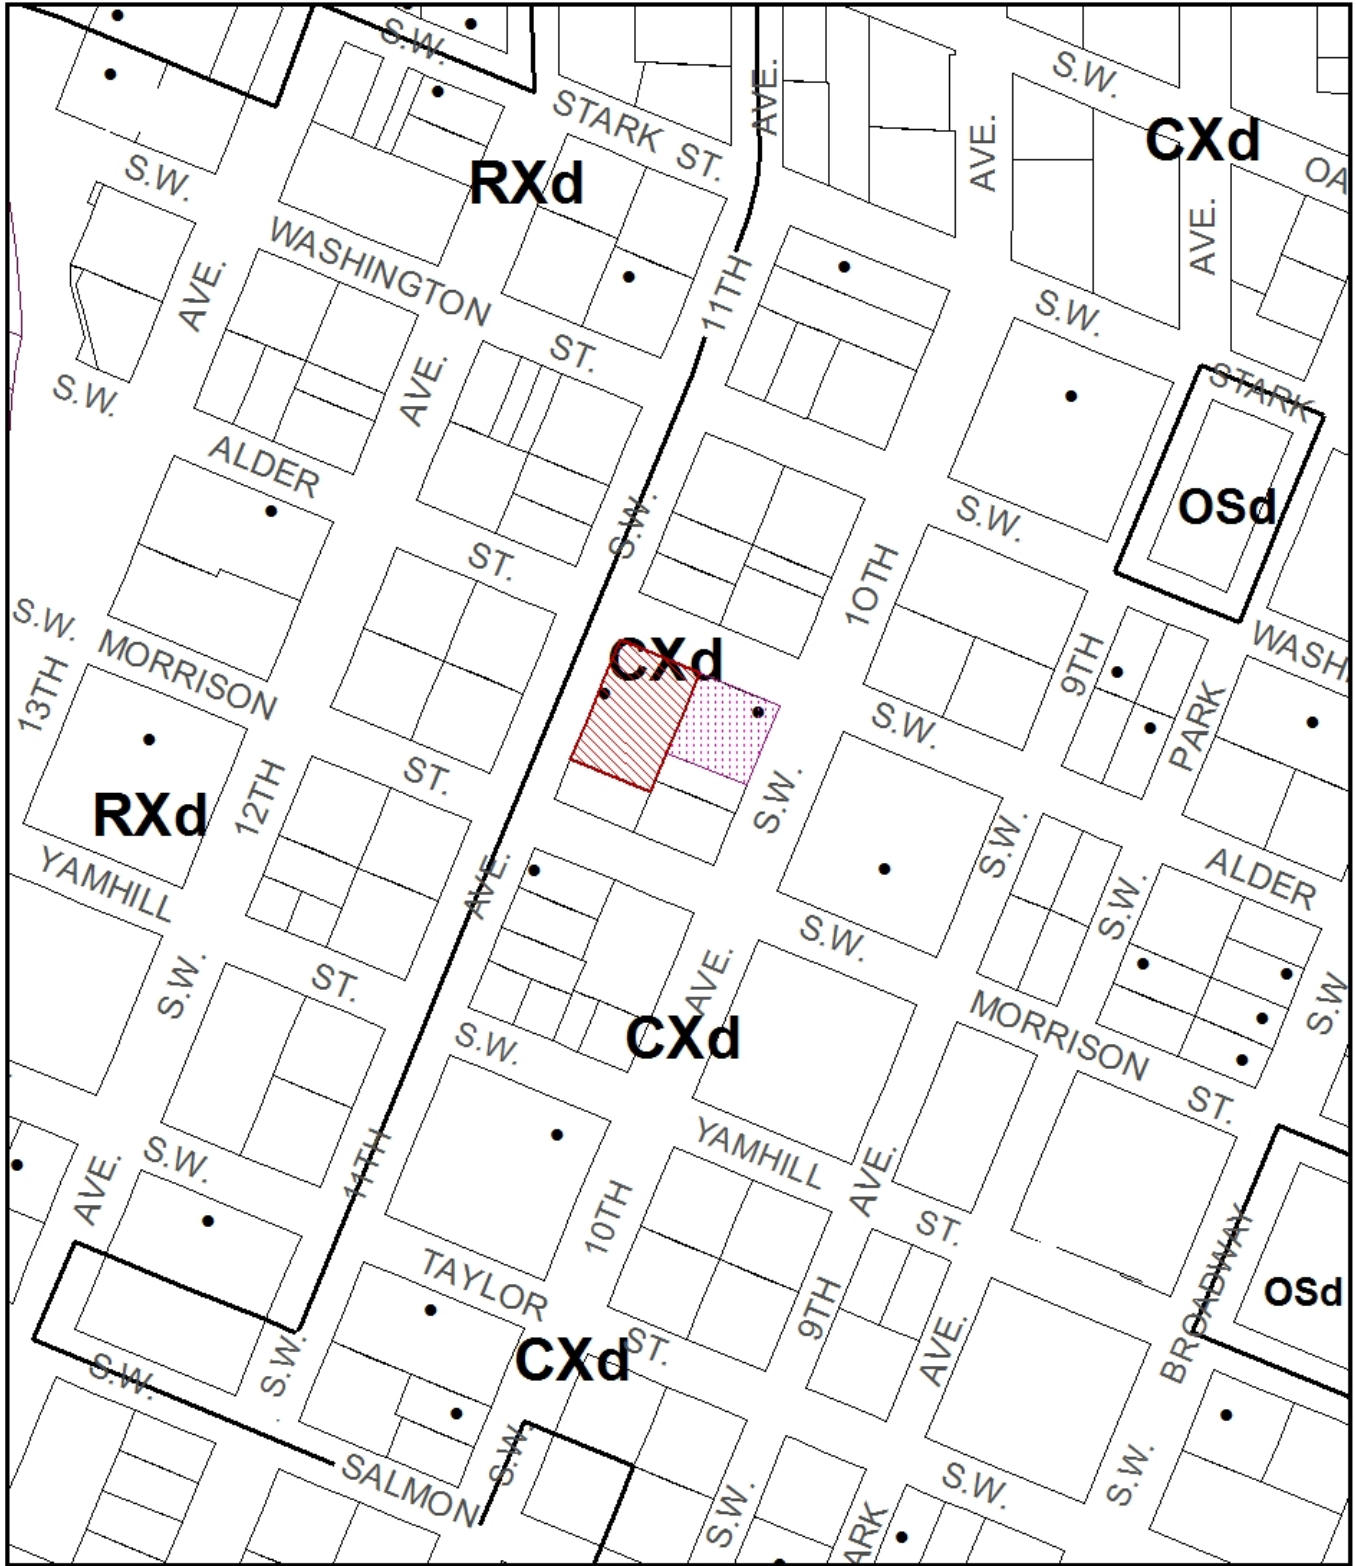 S.W.
STARK ST.
AVE.
S.W.
AVE.
CXd
OA
RXd
S.W.
WASHINGTON
ST.
AVE.
AVE.
AVE.
11TH
S.W.
STARK
S.W.
ALDER
ST.
S.W.
10TH
S.W.
OSd
S.W.
MORRISON
ST.
13TH
12TH
CXd
S.W.
9TH
PARK
WASHI
RXd
YAMHILL
ST.
AVE.
S.W.
S.W.
S.W.
S.W.
ALDER
S.W.
S.W.
AVE.
CXd
MORRISON
ST.
S.W.
S.W.
AVE.
11TH
10TH
YAMHILL
ST.
AVE.
BROADWAY
OSd
TAYLOR
ST.
9TH
AVE.
CXd
S.W.
S.W.
SALMON
S.W.
S.W.
S.W.
S.W.
ARK